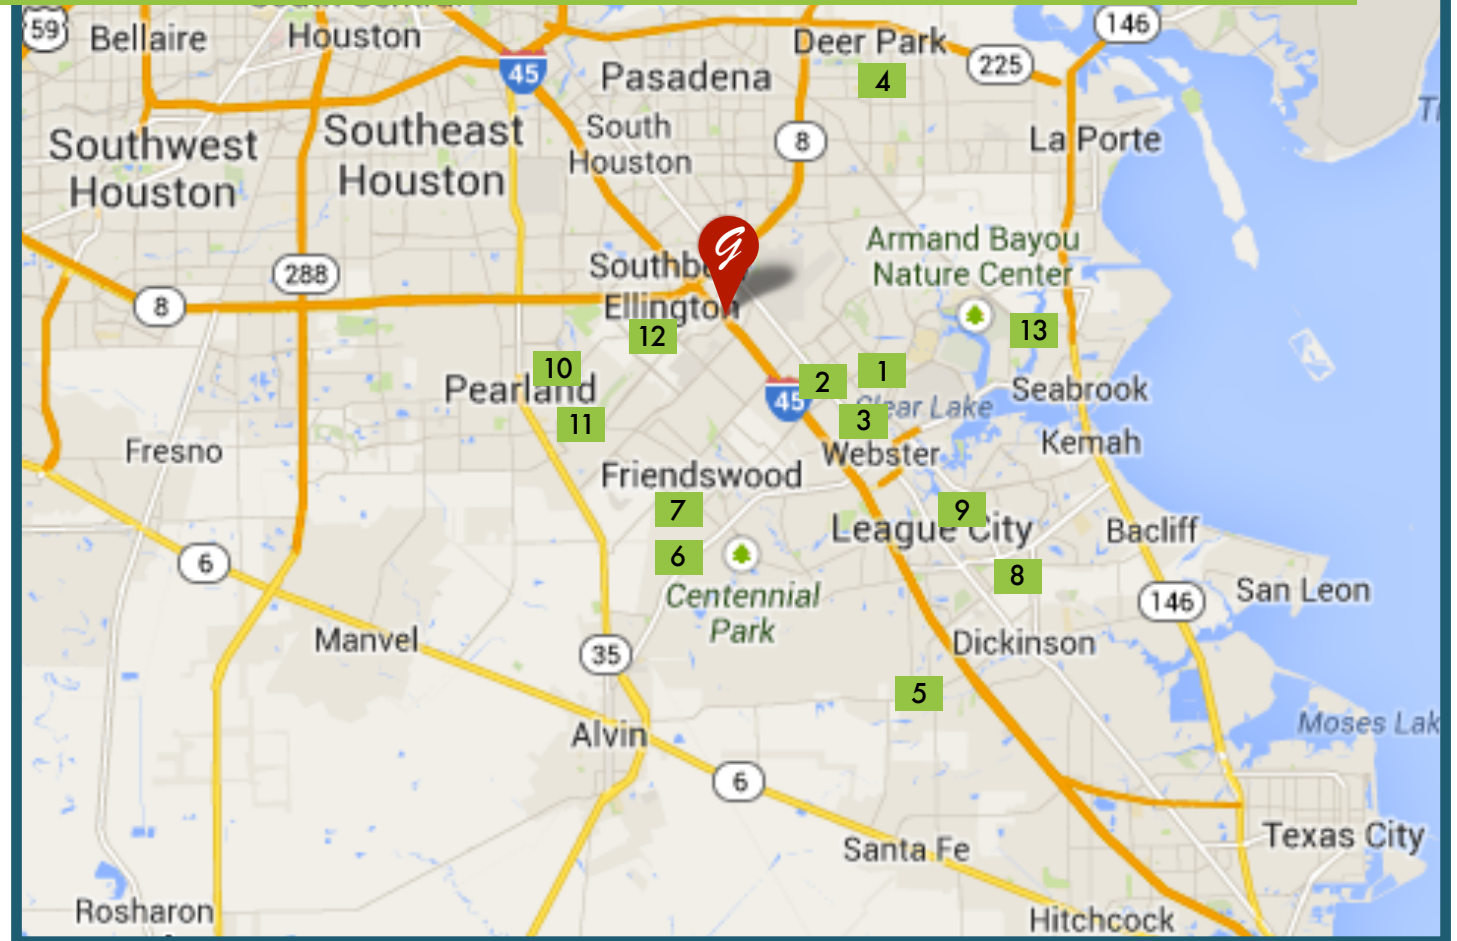 59
Bellaire
Houston
45
Pasadena
Deer Park
4
225
146
La Porte
Southwest
Houston
Southeast
Houston
South
Houston
8
288
8
G
Ellington
12
Armand Bayou
Nature Center
13
10
Pearland
11
45
2
1
3
Clear Lake
Seabrook
Webster
Kemah
Fresno
Friendswood
7
6
9
League City
8
Bacliff
6
Centennial
Park
146
San Leon
Manvel
35
Dickinson
5
Alvin
6
Moses
Santa Fe
Texas City
Rosharon
Hitchcock